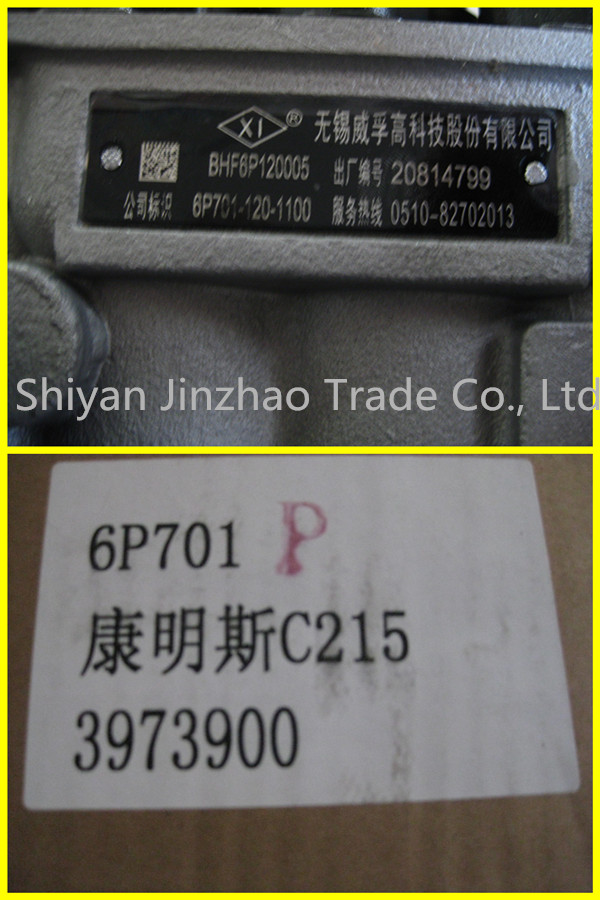 XI ® 无锡威孚高科技股份有限公司
BHF6P120005 出厂编号 20814799
公司标识 6P701-120-1100 服务热线 0510-82702013
Shiyan Jinzhao Trade Co., Ltd
6P701 P
康明斯C215
3973900